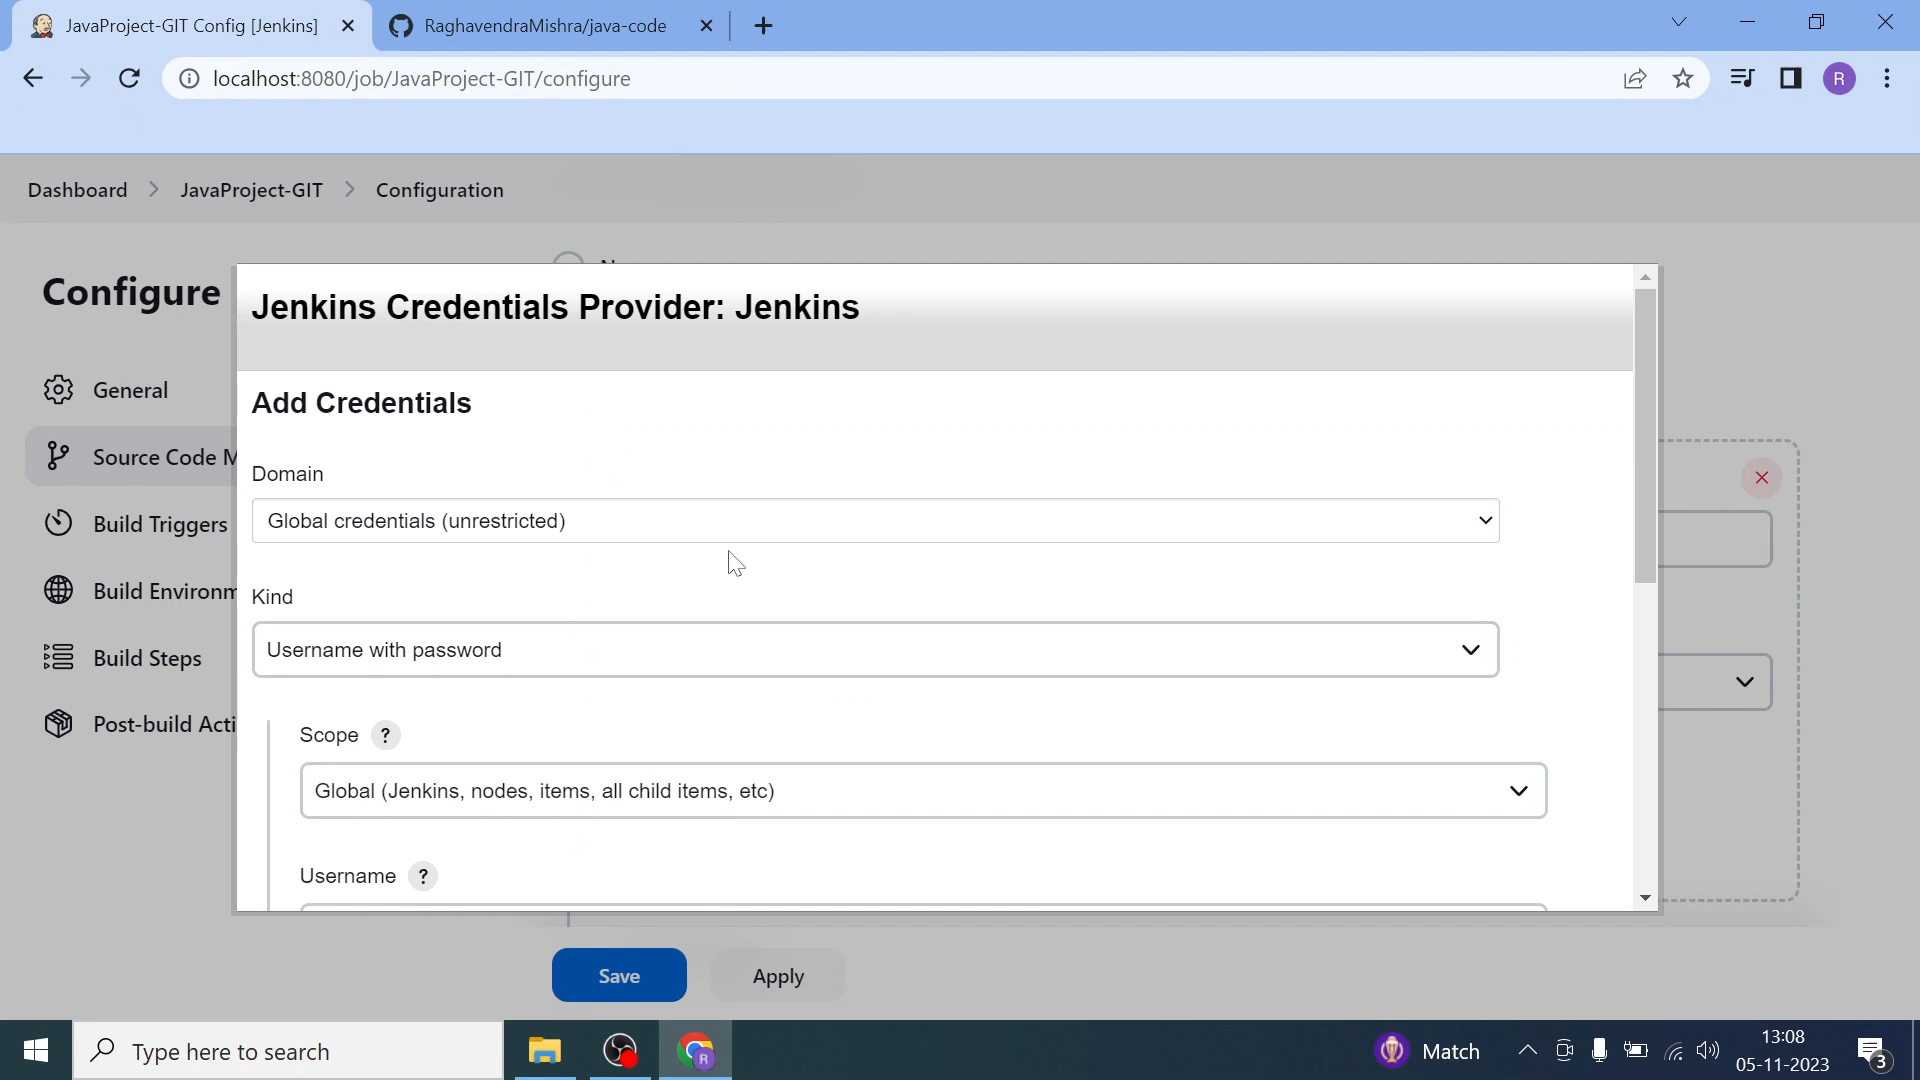 JavaProject-GIT Config [Jenkins]
RaghavendraMishra/java-code
localhost:8080/job/JavaProject-GIT/configure
R
Dashboard
JavaProject-GIT
Configuration
Configure
General
Build Triggers
Build Steps
Jenkins Credentials Provider: Jenkins
Add Credentials
Domain
Global credentials (unrestricted)
Kind
Username with password
Scope ?
Global (Jenkins, nodes, items, all child items, etc)
Username ?
Source Code M
Build Environm
Post-build Acti
Save
Apply
Type here to search
R
Match
13:08
05-11-2023
3